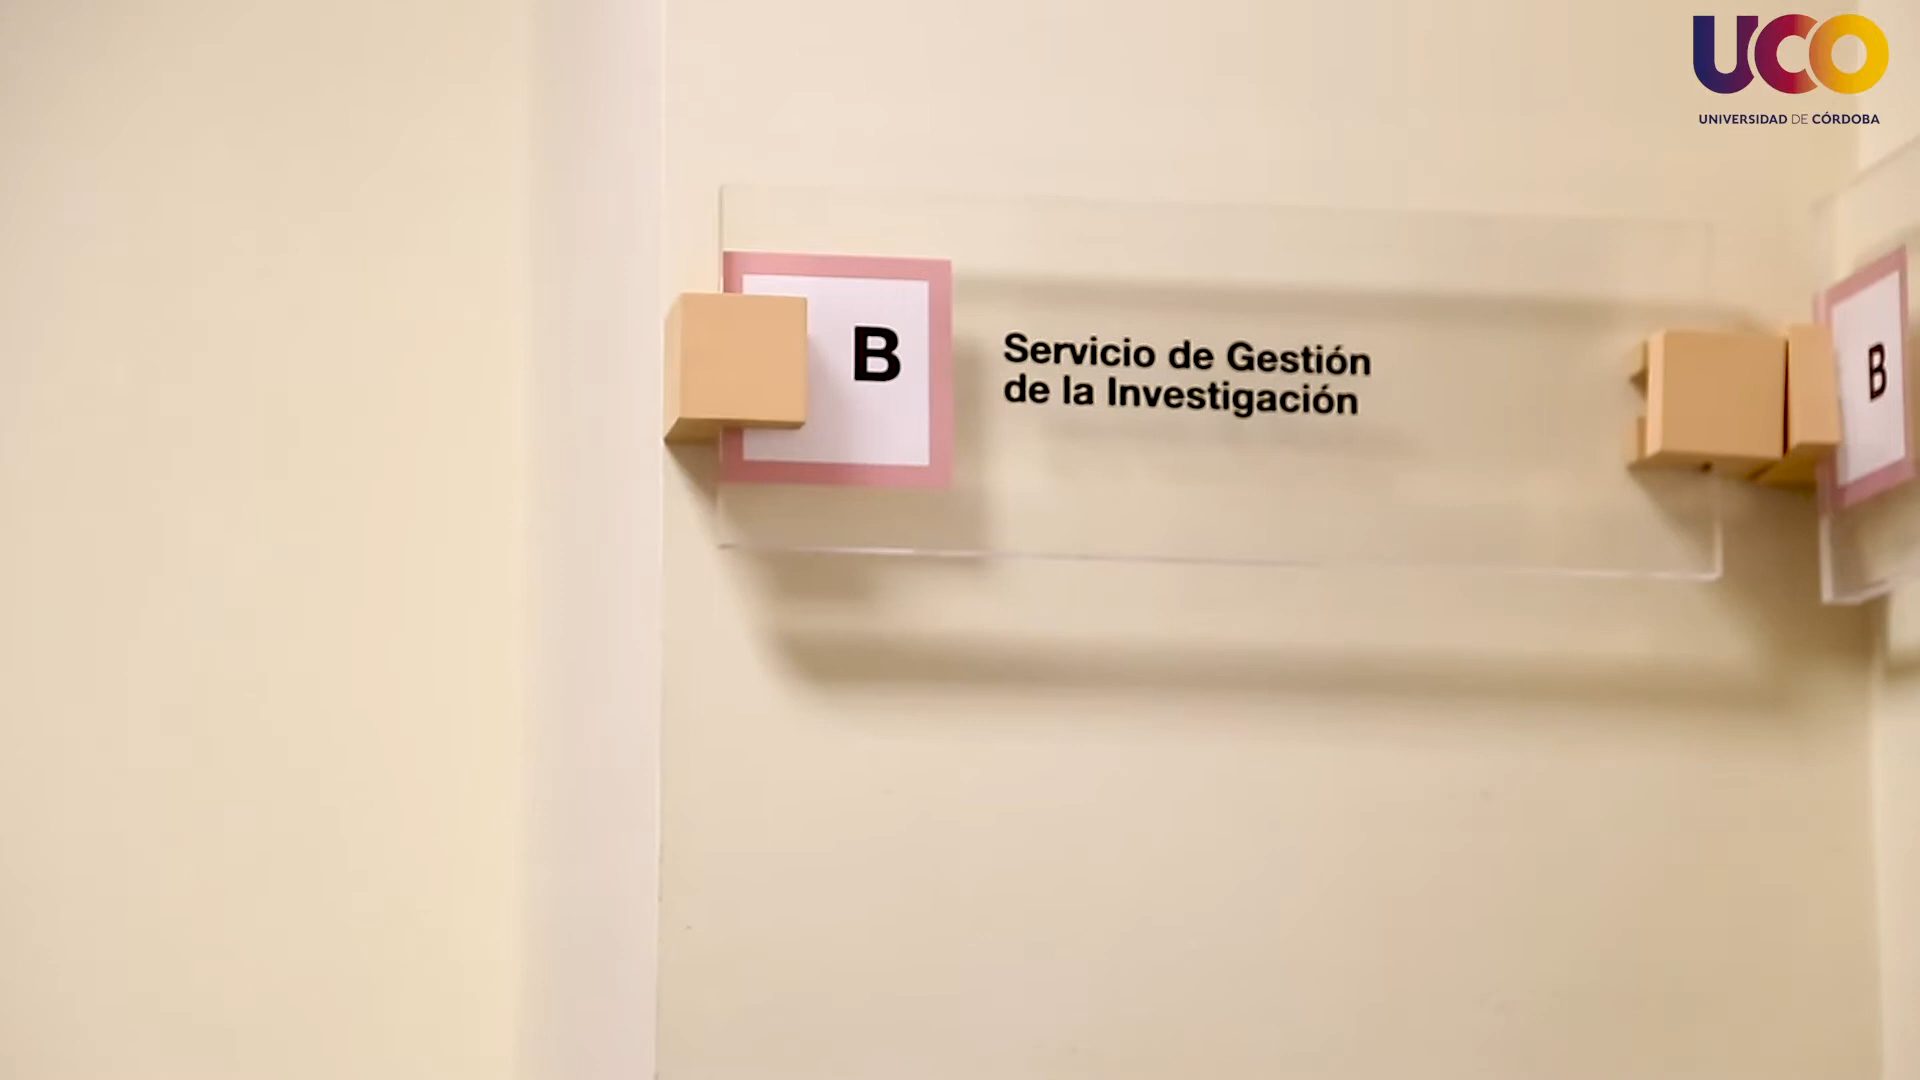 UCO
UNIVERSIDAD DE CÓRDOBA
B
Servicio de Gestión
de la Investigación
B